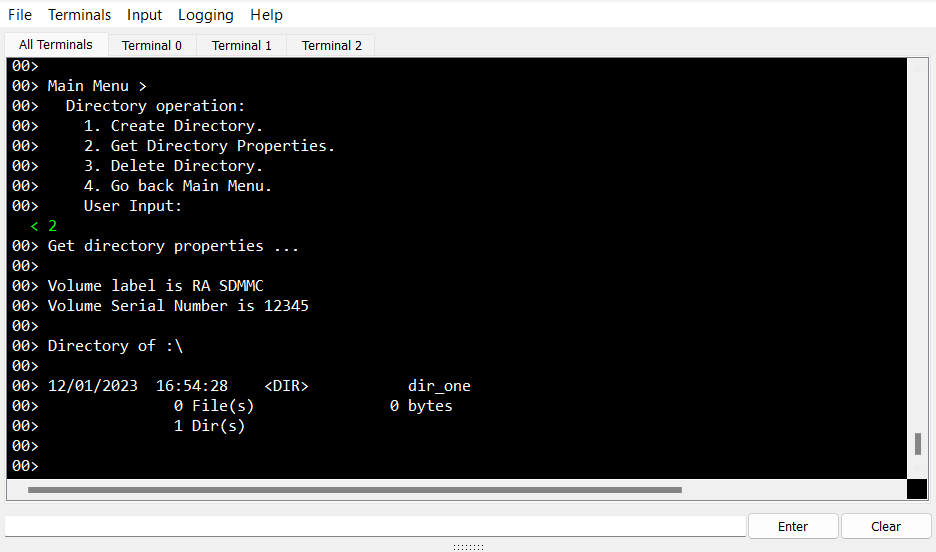 File Terminals Input Logging Help
All Terminals Terminal 0 Terminal 1 Terminal 2
00>
00> Main Menu >
00>   Directory operation:
00>     1. Create Directory.
00>     2. Get Directory Properties.
00>     3. Delete Directory.
00>     4. Go back Main Menu.
00>     User Input:
< 2
00> Get directory properties ...
00>
00> Volume label is RA SDMMC
00> Volume Serial Number is 12345
00>
00> Directory of :\
00>
00> 12/01/2023  16:54:28    <DIR>           dir_one
00>               0 File(s)               0 bytes
00>               1 Dir(s)
00>
00>
Enter Clear